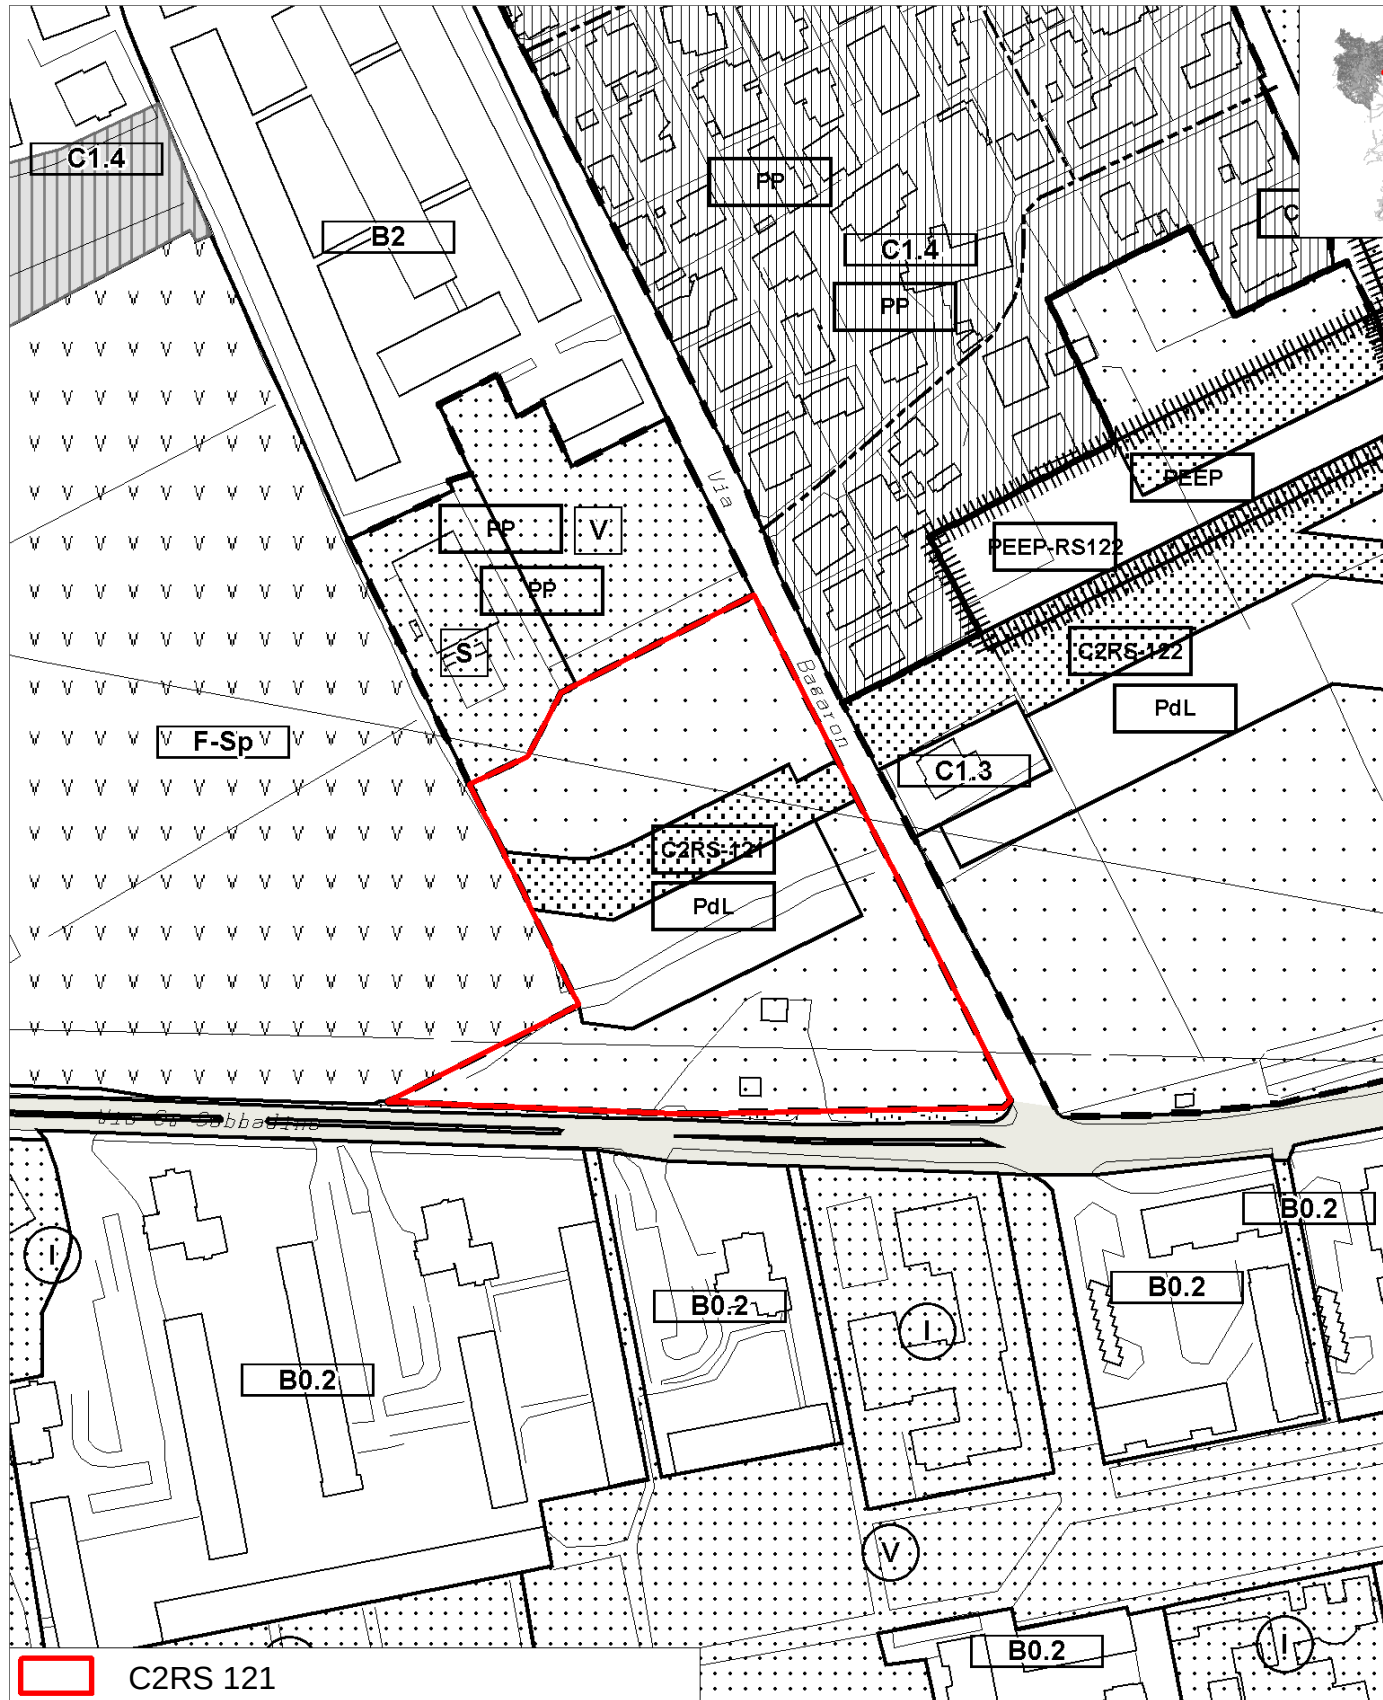 C1.4
PP
B2
C1.4
PP
PEEP
Via
PP
V
PEEP-RS122
PP
S
C2RS-122
Bagaron
PdL
F-Sp
C1.3
C2RS-121
PdL
B0.2
I
B0.2
B0.2
I
B0.2
V
B0.2
I
C2RS 121